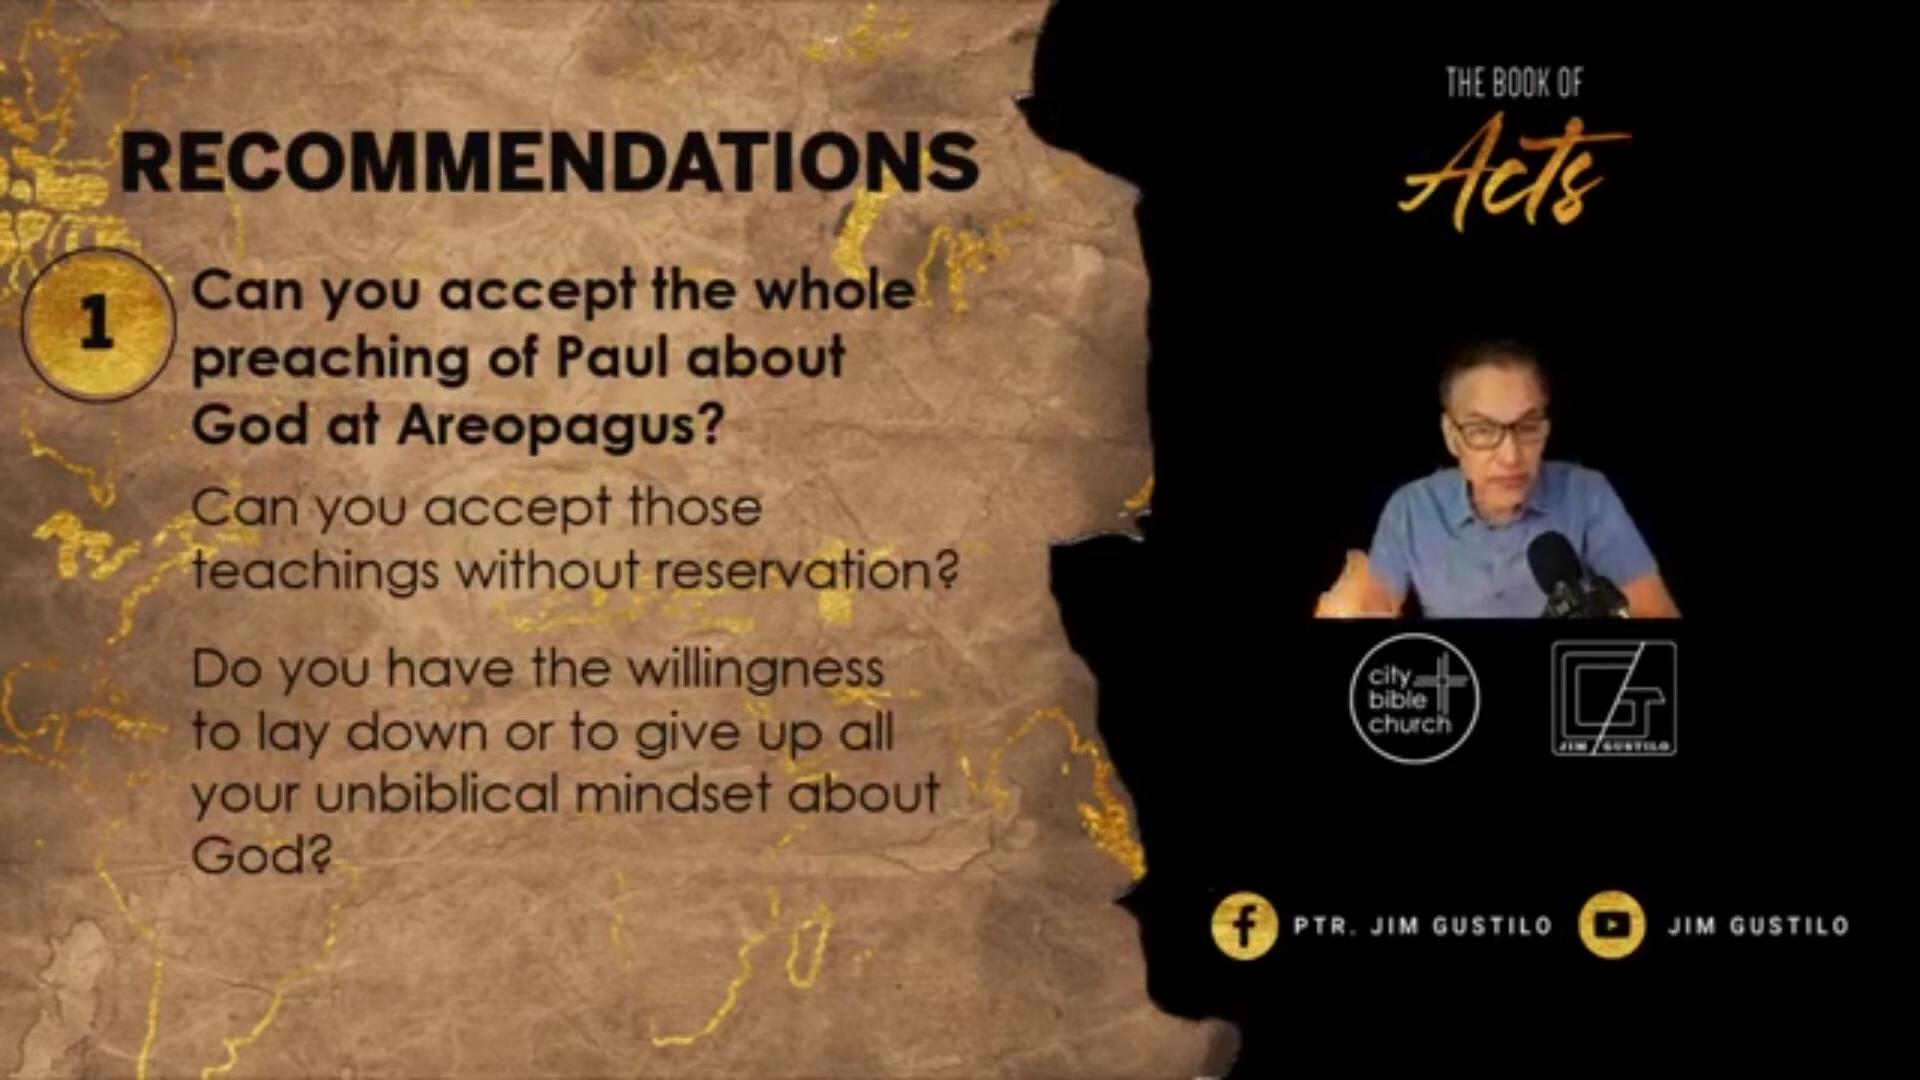 RECOMMENDATIONS
1
Can you accept the whole
preaching of Paul about
God at Areopagus?
Can you accept those
teachings without reservation?
Do you have the willingness
to lay down or to give up all
your unbiblical mindset about
God?
THE BOOK OF
Acts
city
bible
church
JIM GUSTILO
PTR. JIM GUSTILO
JIM GUSTILO